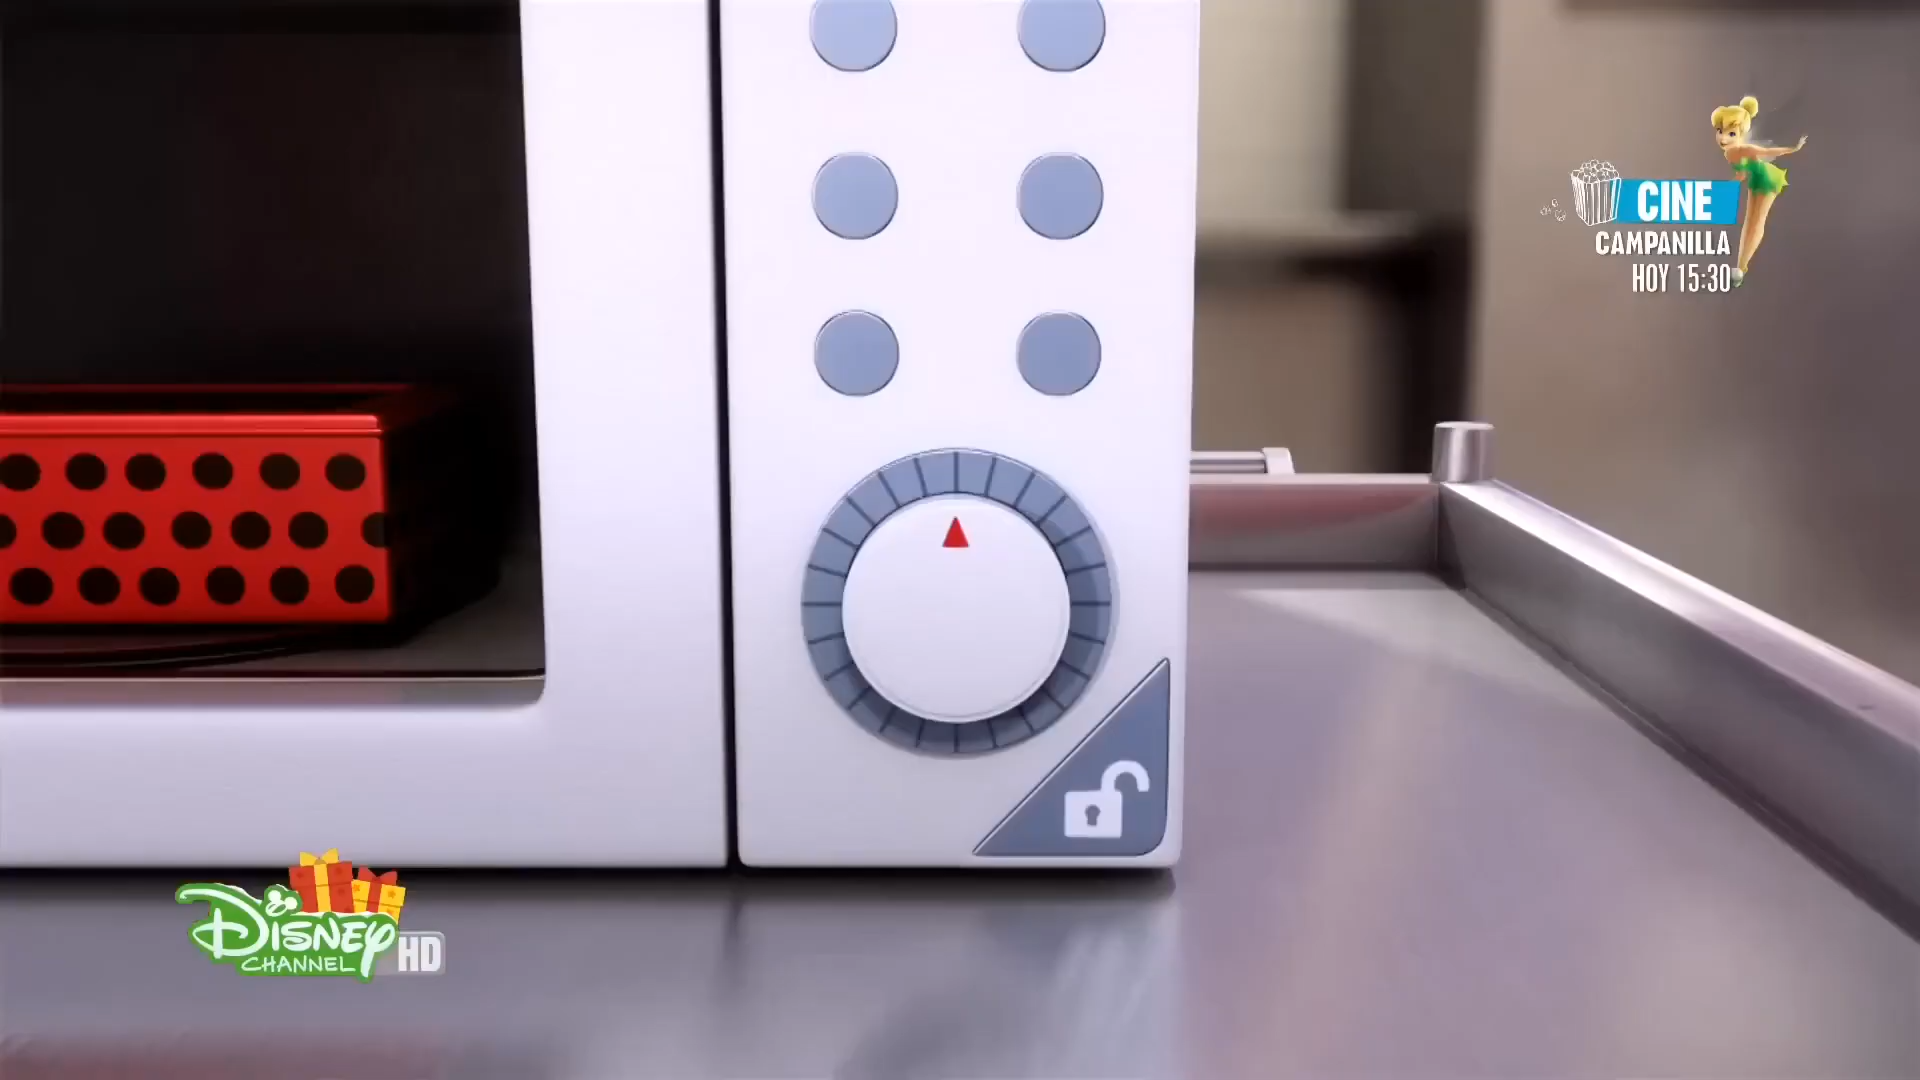 CINE
CAMPANILLA
HOY 15:30
DISNEY
CHANNEL HD